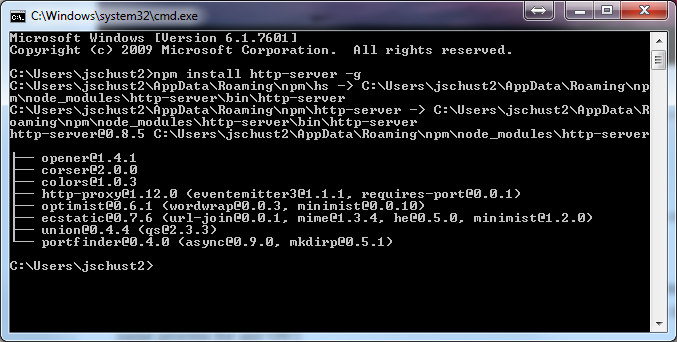 C:\Windows\system32\cmd.exe
Microsoft Windows [Version 6.1.7601]
Copyright (c) 2009 Microsoft Corporation.  All rights reserved.
C:\Users\jschust2>npm install http-server -g
C:\Users\jschust2\AppData\Roaming\npm\hs -> C:\Users\jschust2\AppData\Roaming\np
m\node_modules\http-server\bin\http-server
C:\Users\jschust2\AppData\Roaming\npm\http-server -> C:\Users\jschust2\AppData\R
oaming\npm\node_modules\http-server\bin\http-server
http-server@0.8.5 C:\Users\jschust2\AppData\Roaming\npm\node_modules\http-server
├── opener@1.4.1
├── corser@2.0.0
├── colors@1.0.3
├── http-proxy@1.12.0 (eventemitter3@1.1.1, requires-port@0.0.1)
├── optimist@0.6.1 (wordwrap@0.0.3, minimist@0.0.10)
├── ecstatic@0.7.6 (url-join@0.0.1, mime@1.3.4, he@0.5.0, minimist@1.2.0)
├── union@0.4.4 (qs@2.3.3)
└── portfinder@0.4.0 (async@0.9.0, mkdirp@0.5.1)
C:\Users\jschust2>